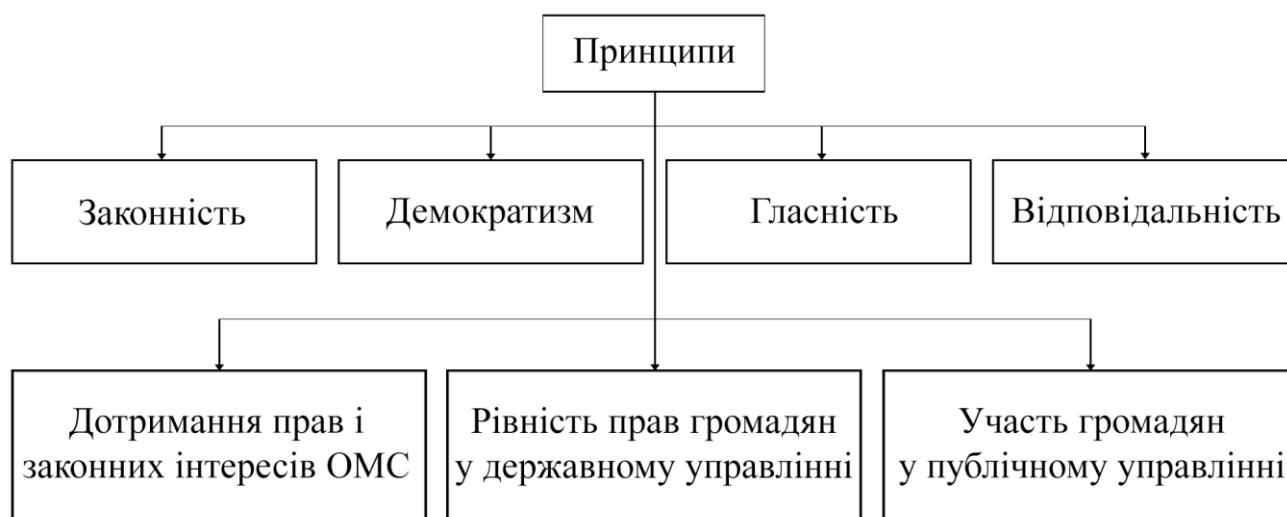 Принципи
Законність
Демократизм
Гласність
Відповідальність
Дотримання прав і
законних інтересів ОМС
Рівність прав громадян
у державному управлінні
Участь громадян
у публічному управлінні